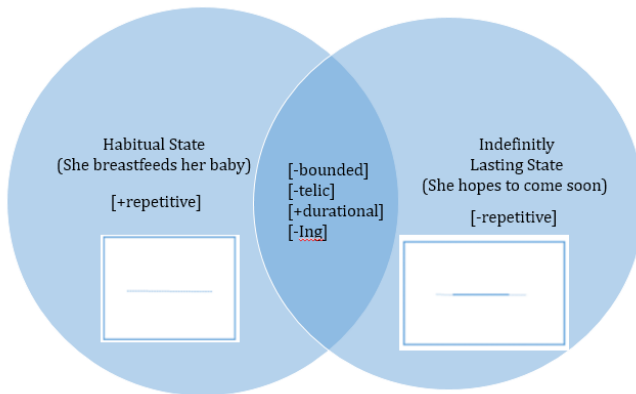 Habitual State
(She breastfeeds her baby)
[+repetitive]
[-bounded]
[-telic]
[+durational]
[-Ing]
Indefinitly
Lasting State
(She hopes to come soon)
[-repetitive]